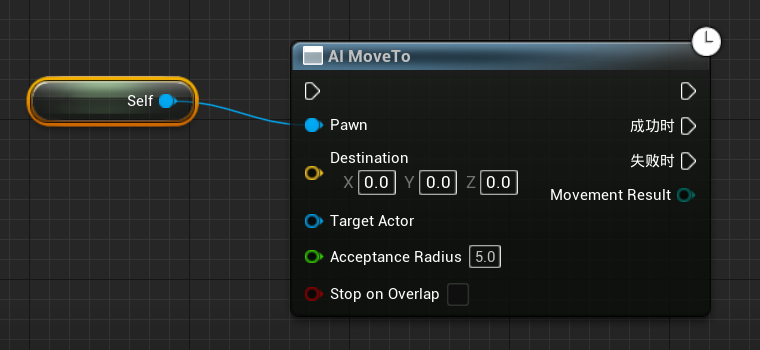 AI MoveTo
Self
Pawn
成功时
Destination
失败时
X 0.0 Y 0.0 Z 0.0
Movement Result
Target Actor
Acceptance Radius 5.0
Stop on Overlap